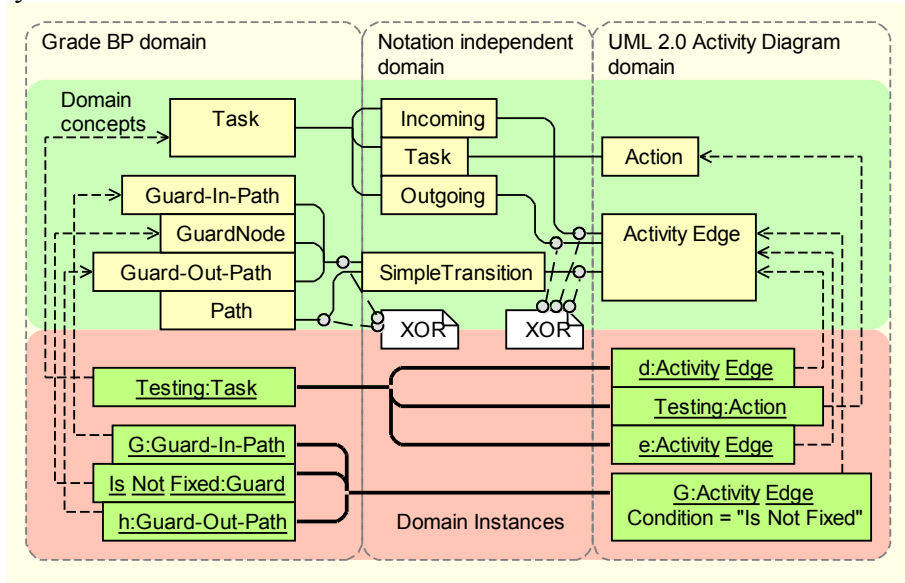 Grade BP domain
Notation independent
domain
UML 2.0 Activity Diagram
domain
Domain
concepts
Task
Guard-In-Path
GuardNode
Guard-Out-Path
Path
Incoming
Task
Outgoing
SimpleTransition
XOR
XOR
Action
Activity Edge
Testing:Task
G:Guard-In-Path
Is Not Fixed:Guard
h:Guard-Out-Path
Domain Instances
d:Activity Edge
Testing:Action
e:Activity Edge
G:Activity Edge
Condition = "Is Not Fixed"